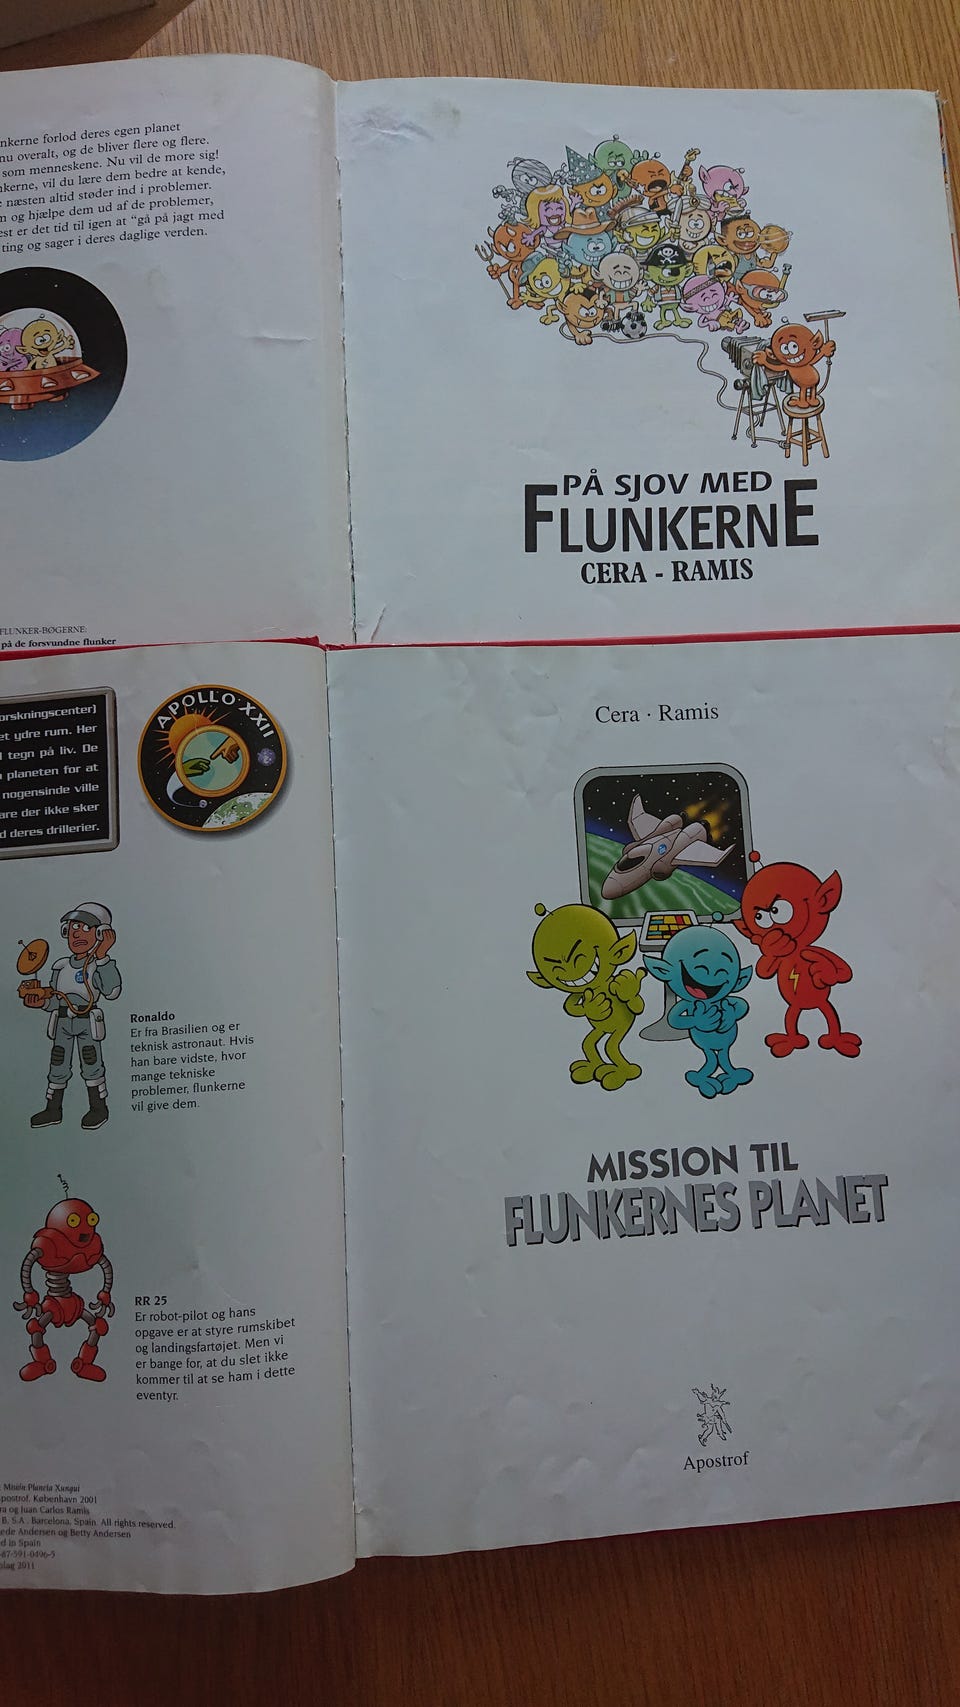 nkerne forlod deres egen planet
nu overalt, og de bliver flere og flere.
som menneskene. Nu vil de more sig!
nkerne, vil du lære dem bedre at kende,
næsten altid støder ind i problemer.
n og hjælpe dem ud af de problemer,
est er det tid til igen at “gå på jagt med
ting og sager i deres daglige verden.
FLUNKER-BØGERNE:
på de forsvundne flunker
PÅ SJOV MED
FLUNKERNE
CERA - RAMIS
orskningscenter)
et ydre rum. Her
l tegn på liv. De
planeten for at
nogensinde ville
are der ikke sker
d deres drillerier.
APOLLO XXII
Ronaldo
Er fra Brasilien og er
teknisk astronaut. Hvis
han bare vidste, hvor
mange tekniske
problemer, flunkerne
vil give dem.
RR 25
Er robot-pilot og hans
opgave er at styre rumskibet
og landingsfartøjet. Men vi
er bange for, at du slet ikke
kommer til at se ham i dette
eventyr.
Misión Planeta Xungui
postrof, København 2001
ra og Juan Carlos Ramis
B, S.A., Barcelona, Spain. All rights reserved.
ede Andersen og Betty Andersen
d in Spain
-87-591-0496-5
lag 2011
Cera · Ramis
MISSION TIL
FLUNKERNES PLANET
Apostrof